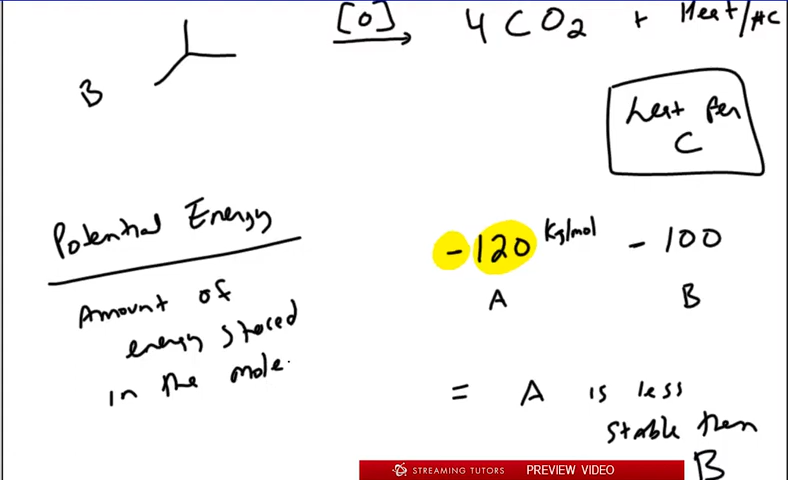 [O]
4 CO2 + Heat/#C
B
heat per
C
Potential Energy
-120 KJ/mol -100
A B
Amount of
energy stored
in the mole.
= A is less
stable then
B
STREAMING TUTORS PREVIEW VIDEO